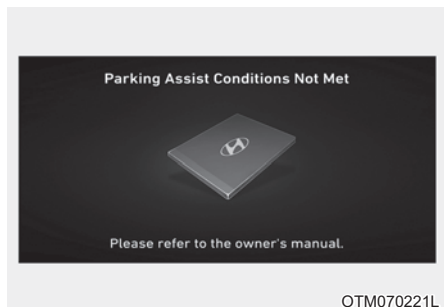 Parking Assist Conditions Not Met
Please refer to the owner's manual.
OTM070221L